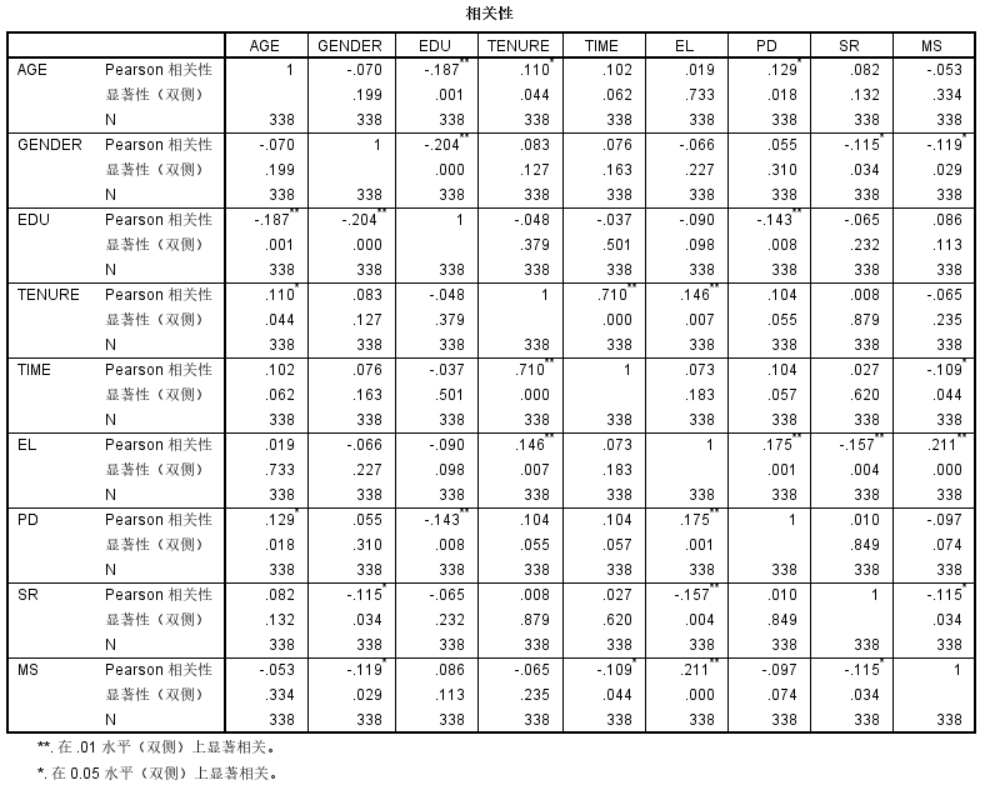 相关性
AGE GENDER EDU TENURE TIME EL PD SR MS
AGE Pearson 相关性 1 -.070 -.187** .110* .102 .019 .129* .082 -.053
显著性（双侧） .199 .001 .044 .062 .733 .018 .132 .334
N 338 338 338 338 338 338 338 338 338
GENDER Pearson 相关性 -.070 1 -.204** .083 .076 -.066 .055 -.115* -.119*
显著性（双侧） .199 .000 .127 .163 .227 .310 .034 .029
N 338 338 338 338 338 338 338 338 338
EDU Pearson 相关性 -.187** -.204** 1 -.048 -.037 -.090 -.143** -.065 .086
显著性（双侧） .001 .000 .379 .501 .098 .008 .232 .113
N 338 338 338 338 338 338 338 338 338
TENURE Pearson 相关性 .110* .083 -.048 1 .710** .146** .104 .008 -.065
显著性（双侧） .044 .127 .379 .000 .007 .055 .879 .235
N 338 338 338 338 338 338 338 338 338
TIME Pearson 相关性 .102 .076 -.037 .710** 1 .073 .104 .027 -.109*
显著性（双侧） .062 .163 .501 .000 .183 .057 .620 .044
N 338 338 338 338 338 338 338 338 338
EL Pearson 相关性 .019 -.066 -.090 .146** .073 1 .175** -.157** .211**
显著性（双侧） .733 .227 .098 .007 .183 .001 .004 .000
N 338 338 338 338 338 338 338 338 338
PD Pearson 相关性 .129* .055 -.143** .104 .104 .175** 1 .010 -.097
显著性（双侧） .018 .310 .008 .055 .057 .001 .849 .074
N 338 338 338 338 338 338 338 338 338
SR Pearson 相关性 .082 -.115* -.065 .008 .027 -.157** .010 1 -.115*
显著性（双侧） .132 .034 .232 .879 .620 .004 .849 .034
N 338 338 338 338 338 338 338 338 338
MS Pearson 相关性 -.053 -.119* .086 -.065 -.109* .211** -.097 -.115* 1
显著性（双侧） .334 .029 .113 .235 .044 .000 .074 .034
N 338 338 338 338 338 338 338 338 338
**. 在 .01 水平（双侧）上显著相关。
*. 在 0.05 水平（双侧）上显著相关。